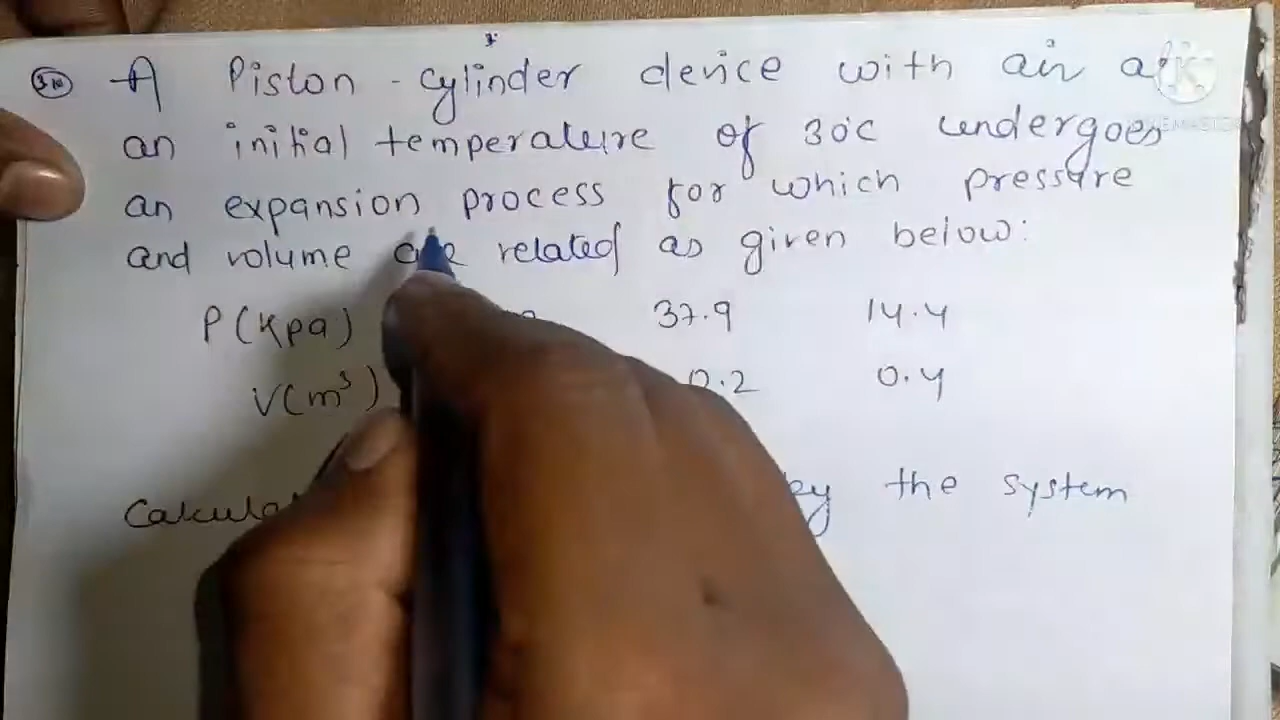 A Piston - cylinder device with air at
an initial temperature of 30°C undergoes
an expansion process for which pressure
and volume are related as given below:
P(Kpa) 37.9 14.4
V(m³) 0.2 0.4
the system